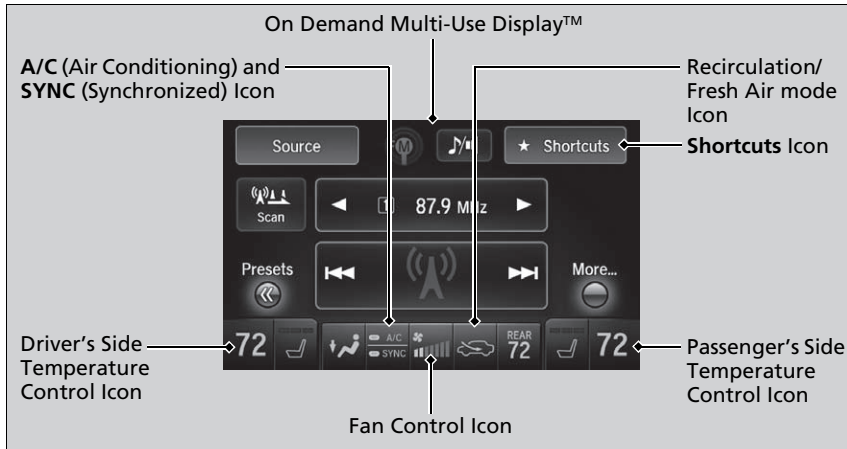 On Demand Multi-Use Display™
A/C (Air Conditioning) and
SYNC (Synchronized) Icon
Recirculation/
Fresh Air mode
Icon
Shortcuts Icon
Source
FM
★ Shortcuts
Scan
1 87.9 MHz
Presets
More...
72
A/C
SYNC
REAR
72
72
Driver's Side
Temperature
Control Icon
Passenger's Side
Temperature
Control Icon
Fan Control Icon